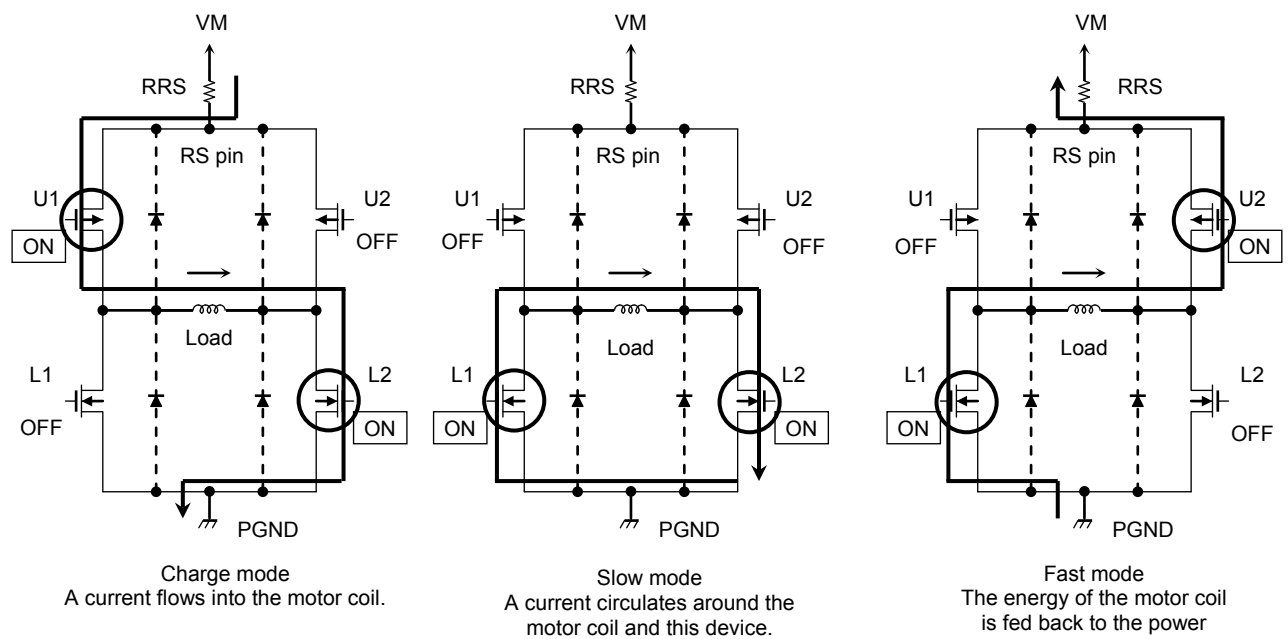 VM
RRS
RS pin
U1
ON
U2
OFF
Load
L1
OFF
L2
ON
PGND
Charge mode
A current flows into the motor coil.
VM
RRS
RS pin
U1
OFF
U2
OFF
Load
L1
ON
L2
ON
PGND
Slow mode
A current circulates around the
motor coil and this device.
VM
RRS
RS pin
U1
OFF
U2
ON
Load
L1
ON
L2
OFF
PGND
Fast mode
The energy of the motor coil
is fed back to the power